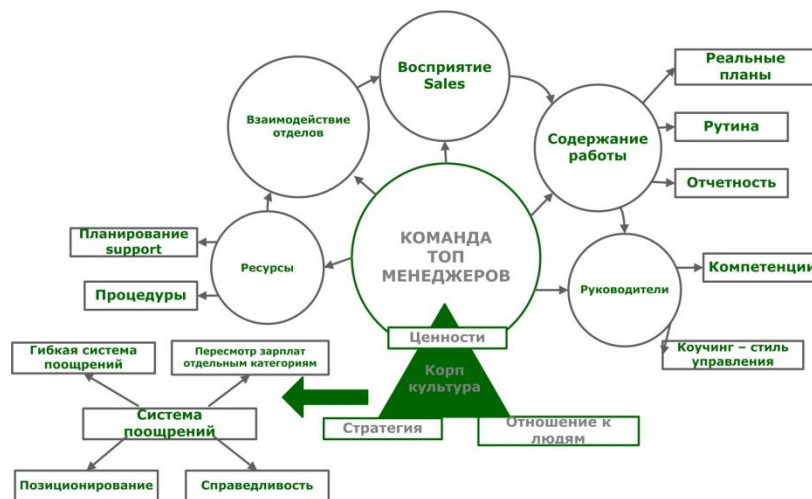 Восприятие
Sales
Реальные
планы
Взаимодействие
отделов
Рутина
Содержание
работы
Отчетность
КОМАНДА
ТОП
МЕНЕДЖЕРОВ
Планирование
support
Ресурсы
Процедуры
Руководители
Компетенции
Ценности
Коучинг – стиль
управления
Корп
культура
Стратегия
Отношение к
людям
Гибкая система
поощрений
Пересмотр зарплат
отдельным категориям
Система
поощрений
Позиционирование
Справедливость